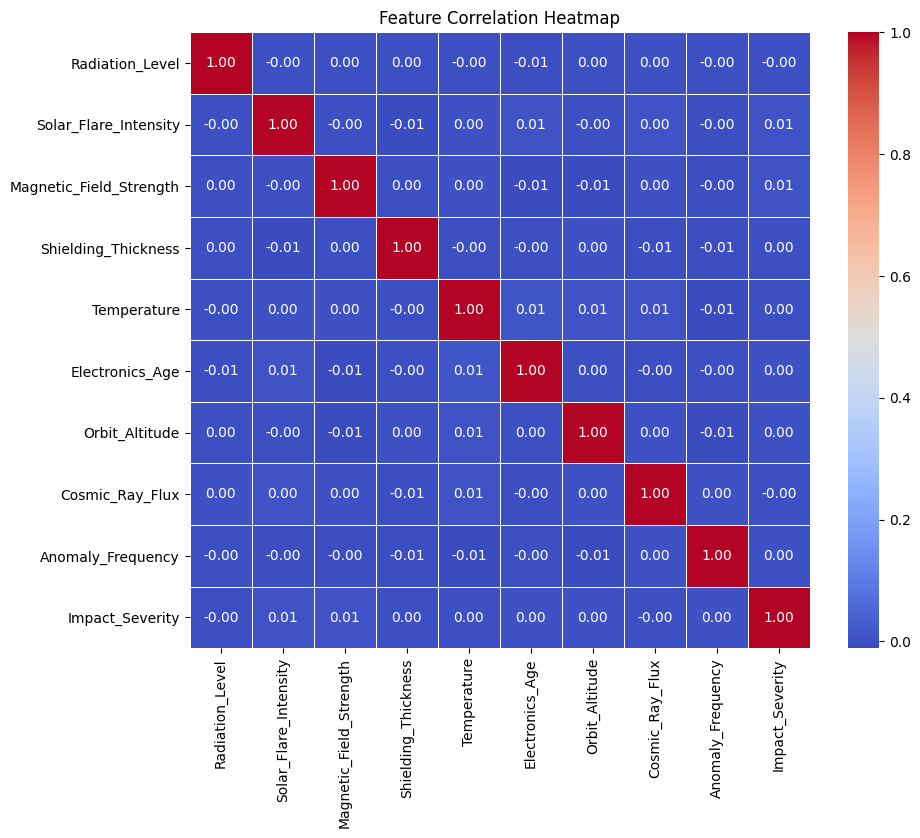 Feature Correlation Heatmap
Radiation_Level 1.00 -0.00 0.00 0.00 -0.00 -0.01 0.00 0.00 -0.00 -0.00
Solar_Flare_Intensity -0.00 1.00 -0.00 -0.01 0.00 0.01 -0.00 0.00 -0.00 0.01
Magnetic_Field_Strength 0.00 -0.00 1.00 0.00 0.00 -0.01 -0.01 0.00 -0.00 0.01
Shielding_Thickness 0.00 -0.01 0.00 1.00 -0.00 -0.00 0.00 -0.01 -0.01 0.00
Temperature -0.00 0.00 0.00 -0.00 1.00 0.01 0.01 0.01 -0.01 0.00
Electronics_Age -0.01 0.01 -0.01 -0.00 0.01 1.00 0.00 -0.00 -0.00 0.00
Orbit_Altitude 0.00 -0.00 -0.01 0.00 0.01 0.00 1.00 0.00 -0.01 0.00
Cosmic_Ray_Flux 0.00 0.00 0.00 -0.01 0.01 -0.00 0.00 1.00 0.00 -0.00
Anomaly_Frequency -0.00 -0.00 -0.00 -0.01 -0.01 -0.00 -0.01 0.00 1.00 0.00
Impact_Severity -0.00 0.01 0.01 0.00 0.00 0.00 0.00 -0.00 0.00 1.00
Radiation_Level
Solar_Flare_Intensity
Magnetic_Field_Strength
Shielding_Thickness
Temperature
Electronics_Age
Orbit_Altitude
Cosmic_Ray_Flux
Anomaly_Frequency
Impact_Severity
1.0
0.8
0.6
0.4
0.2
0.0